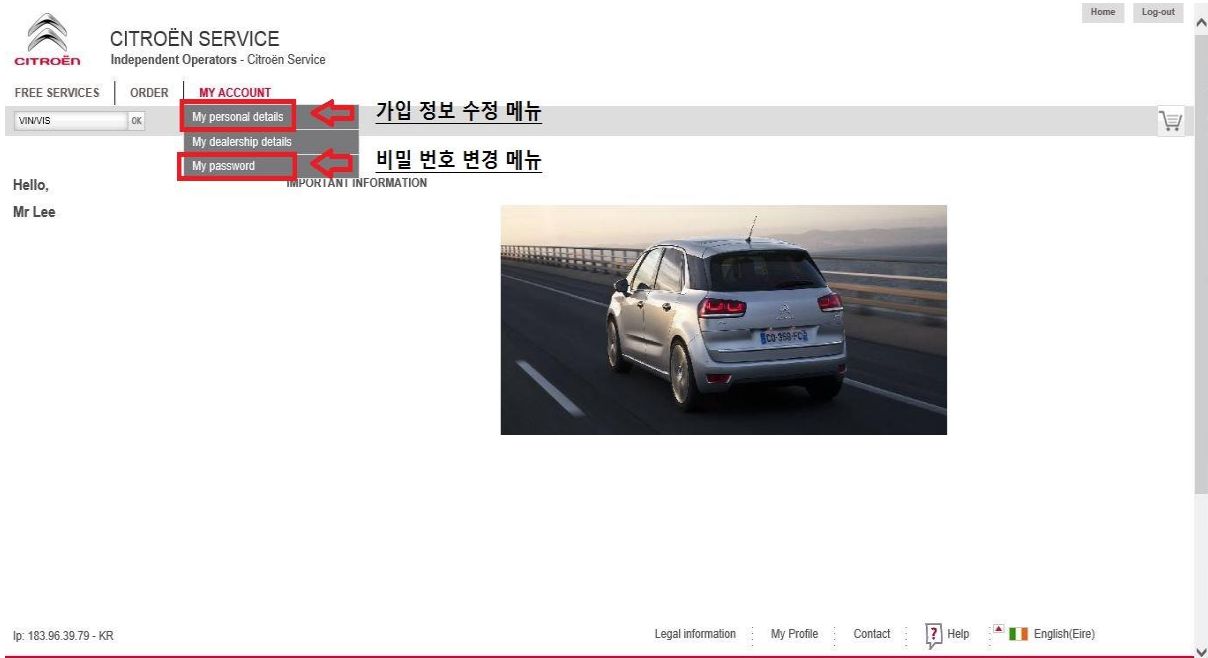 Home Log-out
CITROËN
CITROËN SERVICE
Independent Operators - Citroën Service
FREE SERVICES ORDER MY ACCOUNT
VIN/VIS OK
My personal details
가입 정보 수정 메뉴
My dealership details
My password
비밀 번호 변경 메뉴
IMPORTANT INFORMATION
Hello,
Mr Lee
Ip: 183.96.39.79 - KR
Legal information My Profile Contact ? Help English(Eire)